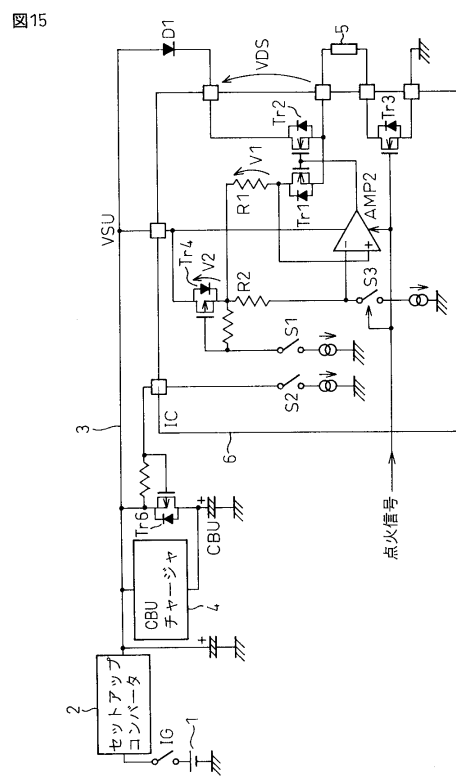 図15
2
セットアップ
コンバータ
IG
1
CBU
チャージャ
4
Tr6
CBU
+
+
3
IC
6
S2
S1
VSU
Tr4
V2
R2
R1
V1
Tr1
Tr2
VDS
D1
5
Tr3
AMP2
-
+
S3
点火信号